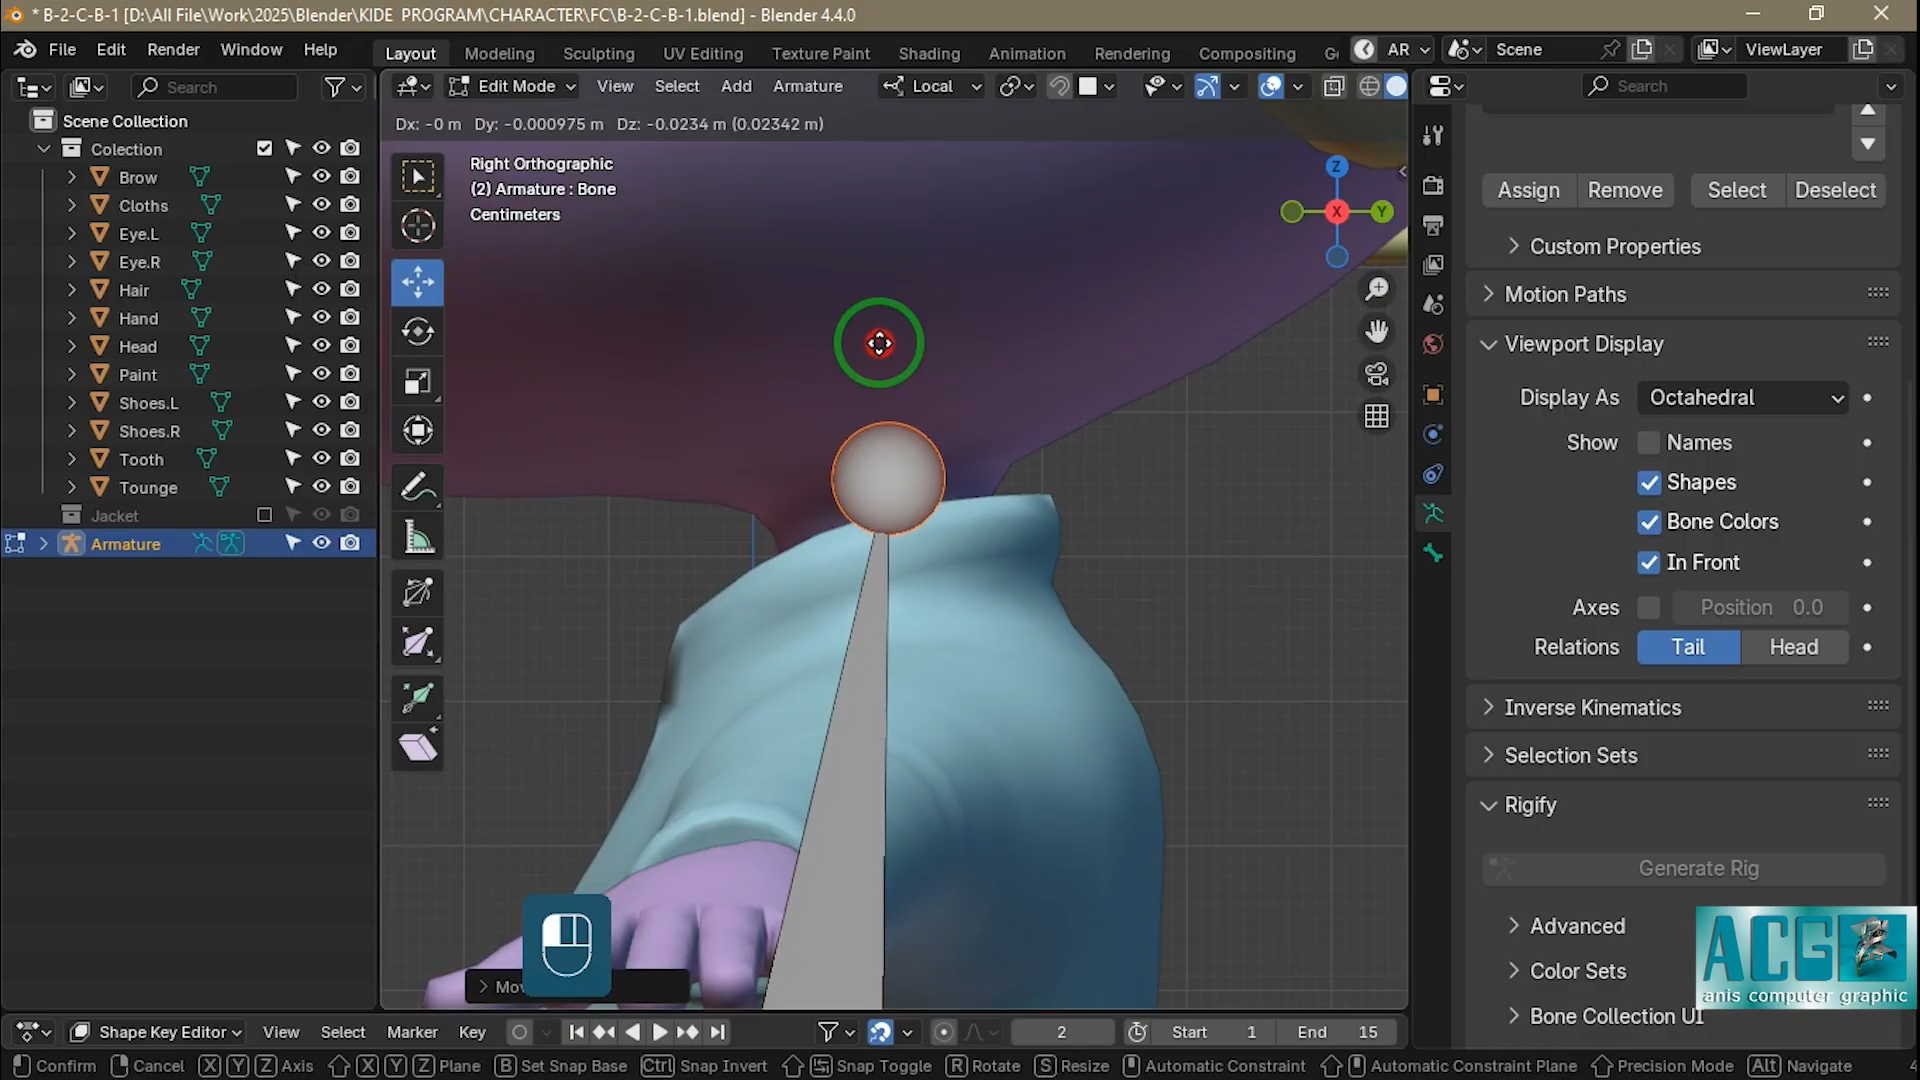 * B-2-C-B-1 [D:\All File\Work\2025\Blender\KIDE PROGRAM\CHARACTER\FC\B-2-C-B-1.blend] - Blender 4.4.0
File Edit Render Window Help Layout Modeling Sculpting UV Editing Texture Paint Shading Animation Rendering Compositing AR Scene ViewLayer
Search Edit Mode View Select Add Armature Local Search
Scene Collection
Colection
Brow
Cloths
Eye.L
Eye.R
Hair
Hand
Head
Paint
Shoes.L
Shoes.R
Tooth
Tounge
Jacket
Armature
Dx: -0 m Dy: -0.000975 m Dz: -0.0234 m (0.02342 m)
Right Orthographic
(2) Armature : Bone
Centimeters
Z
X
Y
Mov
Assign Remove Select Deselect
Custom Properties
Motion Paths
Viewport Display
Display As Octahedral
Show Names
Shapes
Bone Colors
In Front
Axes Position 0.0
Relations Tail Head
Inverse Kinematics
Selection Sets
Rigify
Generate Rig
Advanced
Color Sets
Bone Collection UI
ACG
anis computer graphic
Shape Key Editor View Select Marker Key 2 Start 1 End 15
Confirm Cancel X Y Z Axis X Y Z Plane B Set Snap Base Ctrl Snap Invert Snap Toggle R Rotate S Resize Automatic Constraint Automatic Constraint Plane Precision Mode Alt Navigate